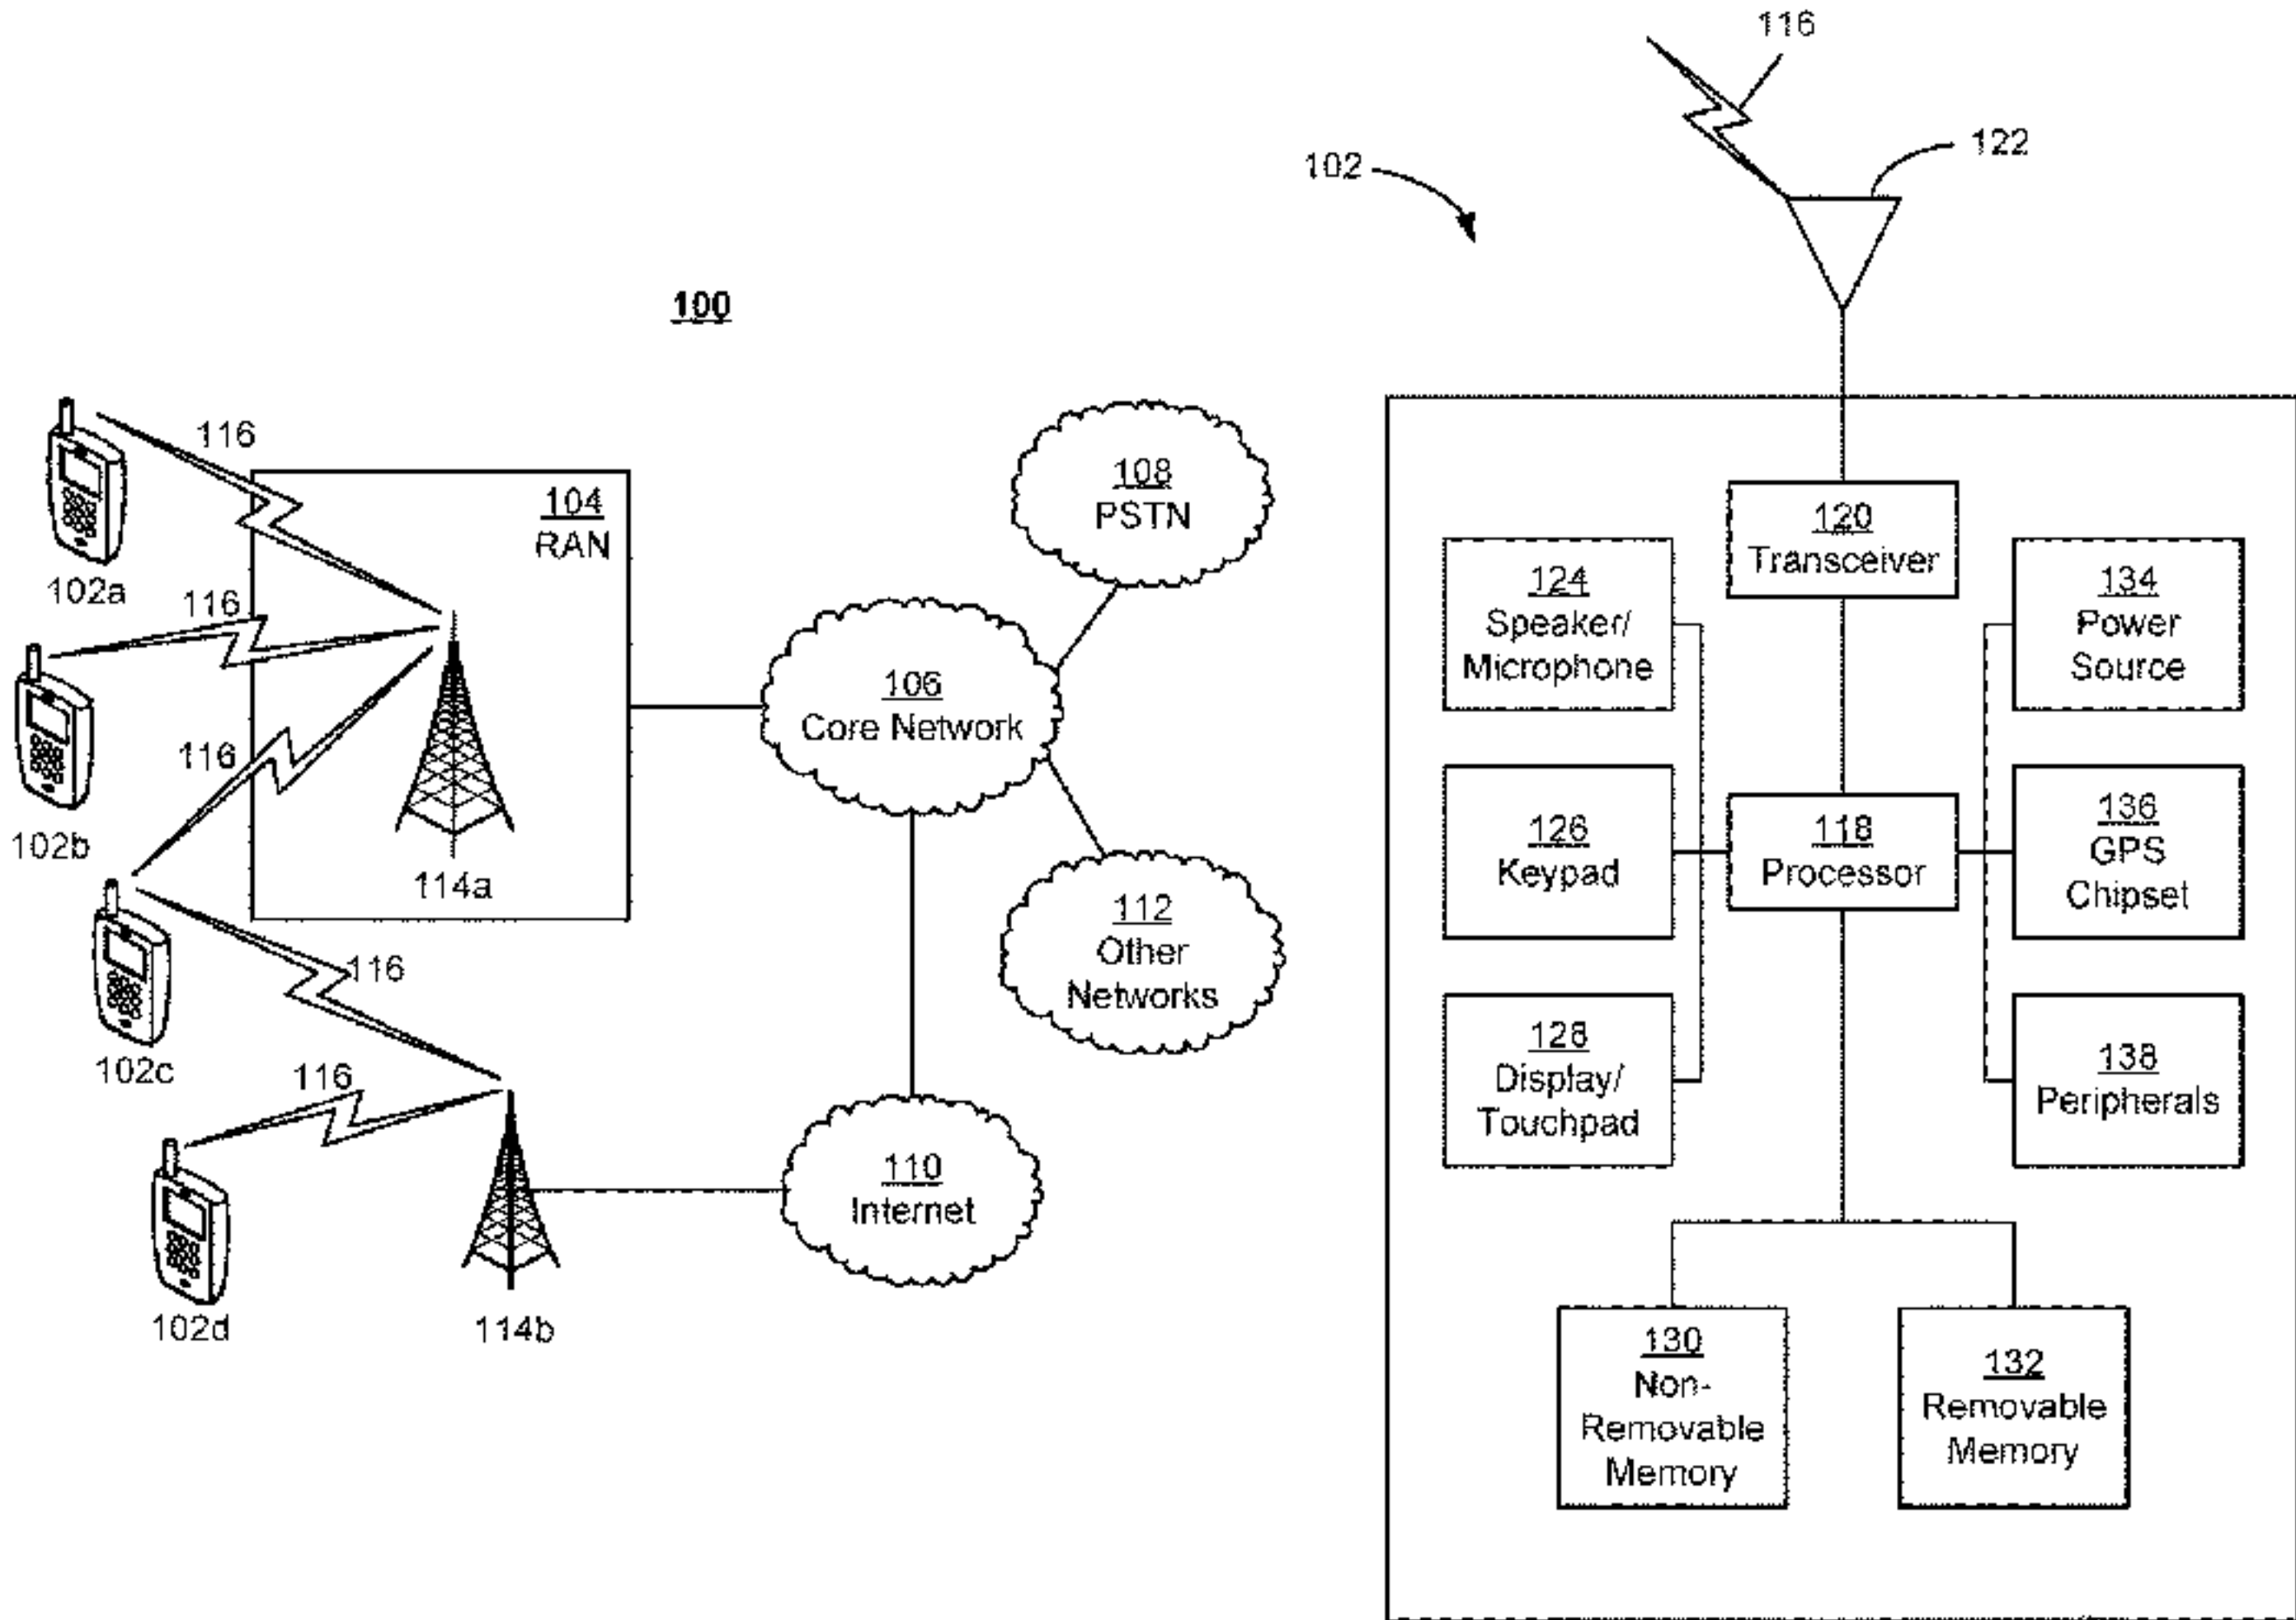 100
116
102a
116
102b
116
102c
116
116
102d
104
RAN
114a
114b
106
Core Network
108
PSTN
112
Other
Networks
110
Internet
102
116
122
120
Transceiver
124
Speaker/
Microphone
134
Power
Source
126
Keypad
118
Processor
136
GPS
Chipset
128
Display/
Touchpad
138
Peripherals
130
Non-
Removable
Memory
132
Removable
Memory